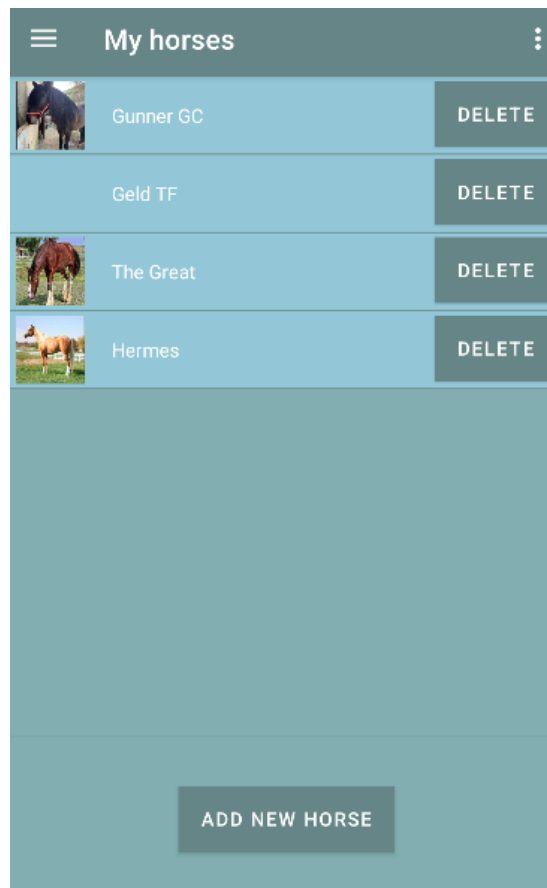 My horses
Gunner GC DELETE
Geld TF DELETE
The Great DELETE
Hermes DELETE
ADD NEW HORSE